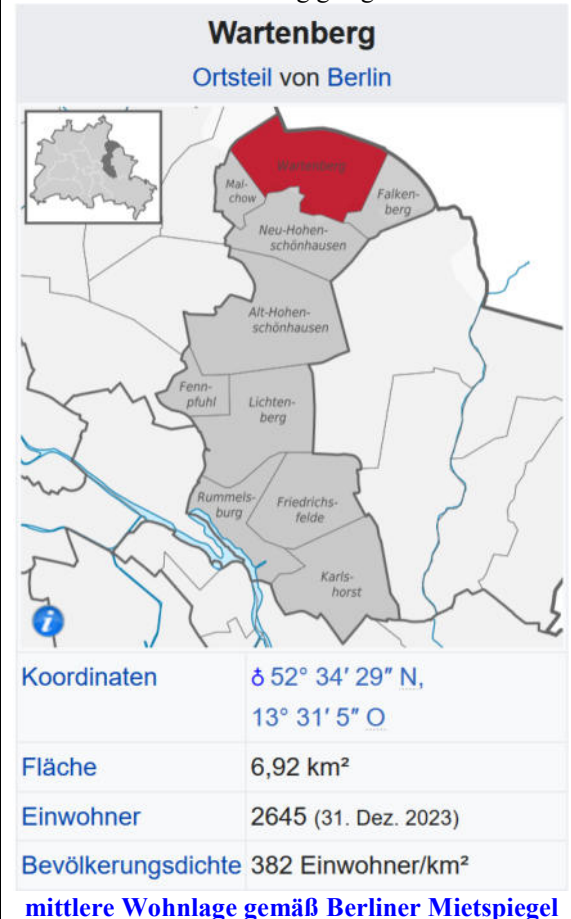 Wartenberg
Ortsteil von Berlin
Wartenberg
Mal-
chow
Falken-
berg
Neu-Hohen-
schönhausen
Alt-Hohen-
schönhausen
Fenn-
pfuhl
Lichten-
berg
Rummels-
burg
Friedrichs-
felde
Karls-
horst
i
Koordinaten
♁ 52° 34′ 29″ N,
13° 31′ 5″ O
Fläche
6,92 km²
Einwohner
2645 (31. Dez. 2023)
Bevölkerungsdichte
382 Einwohner/km²
mittlere Wohnlage gemäß Berliner Mietspiegel